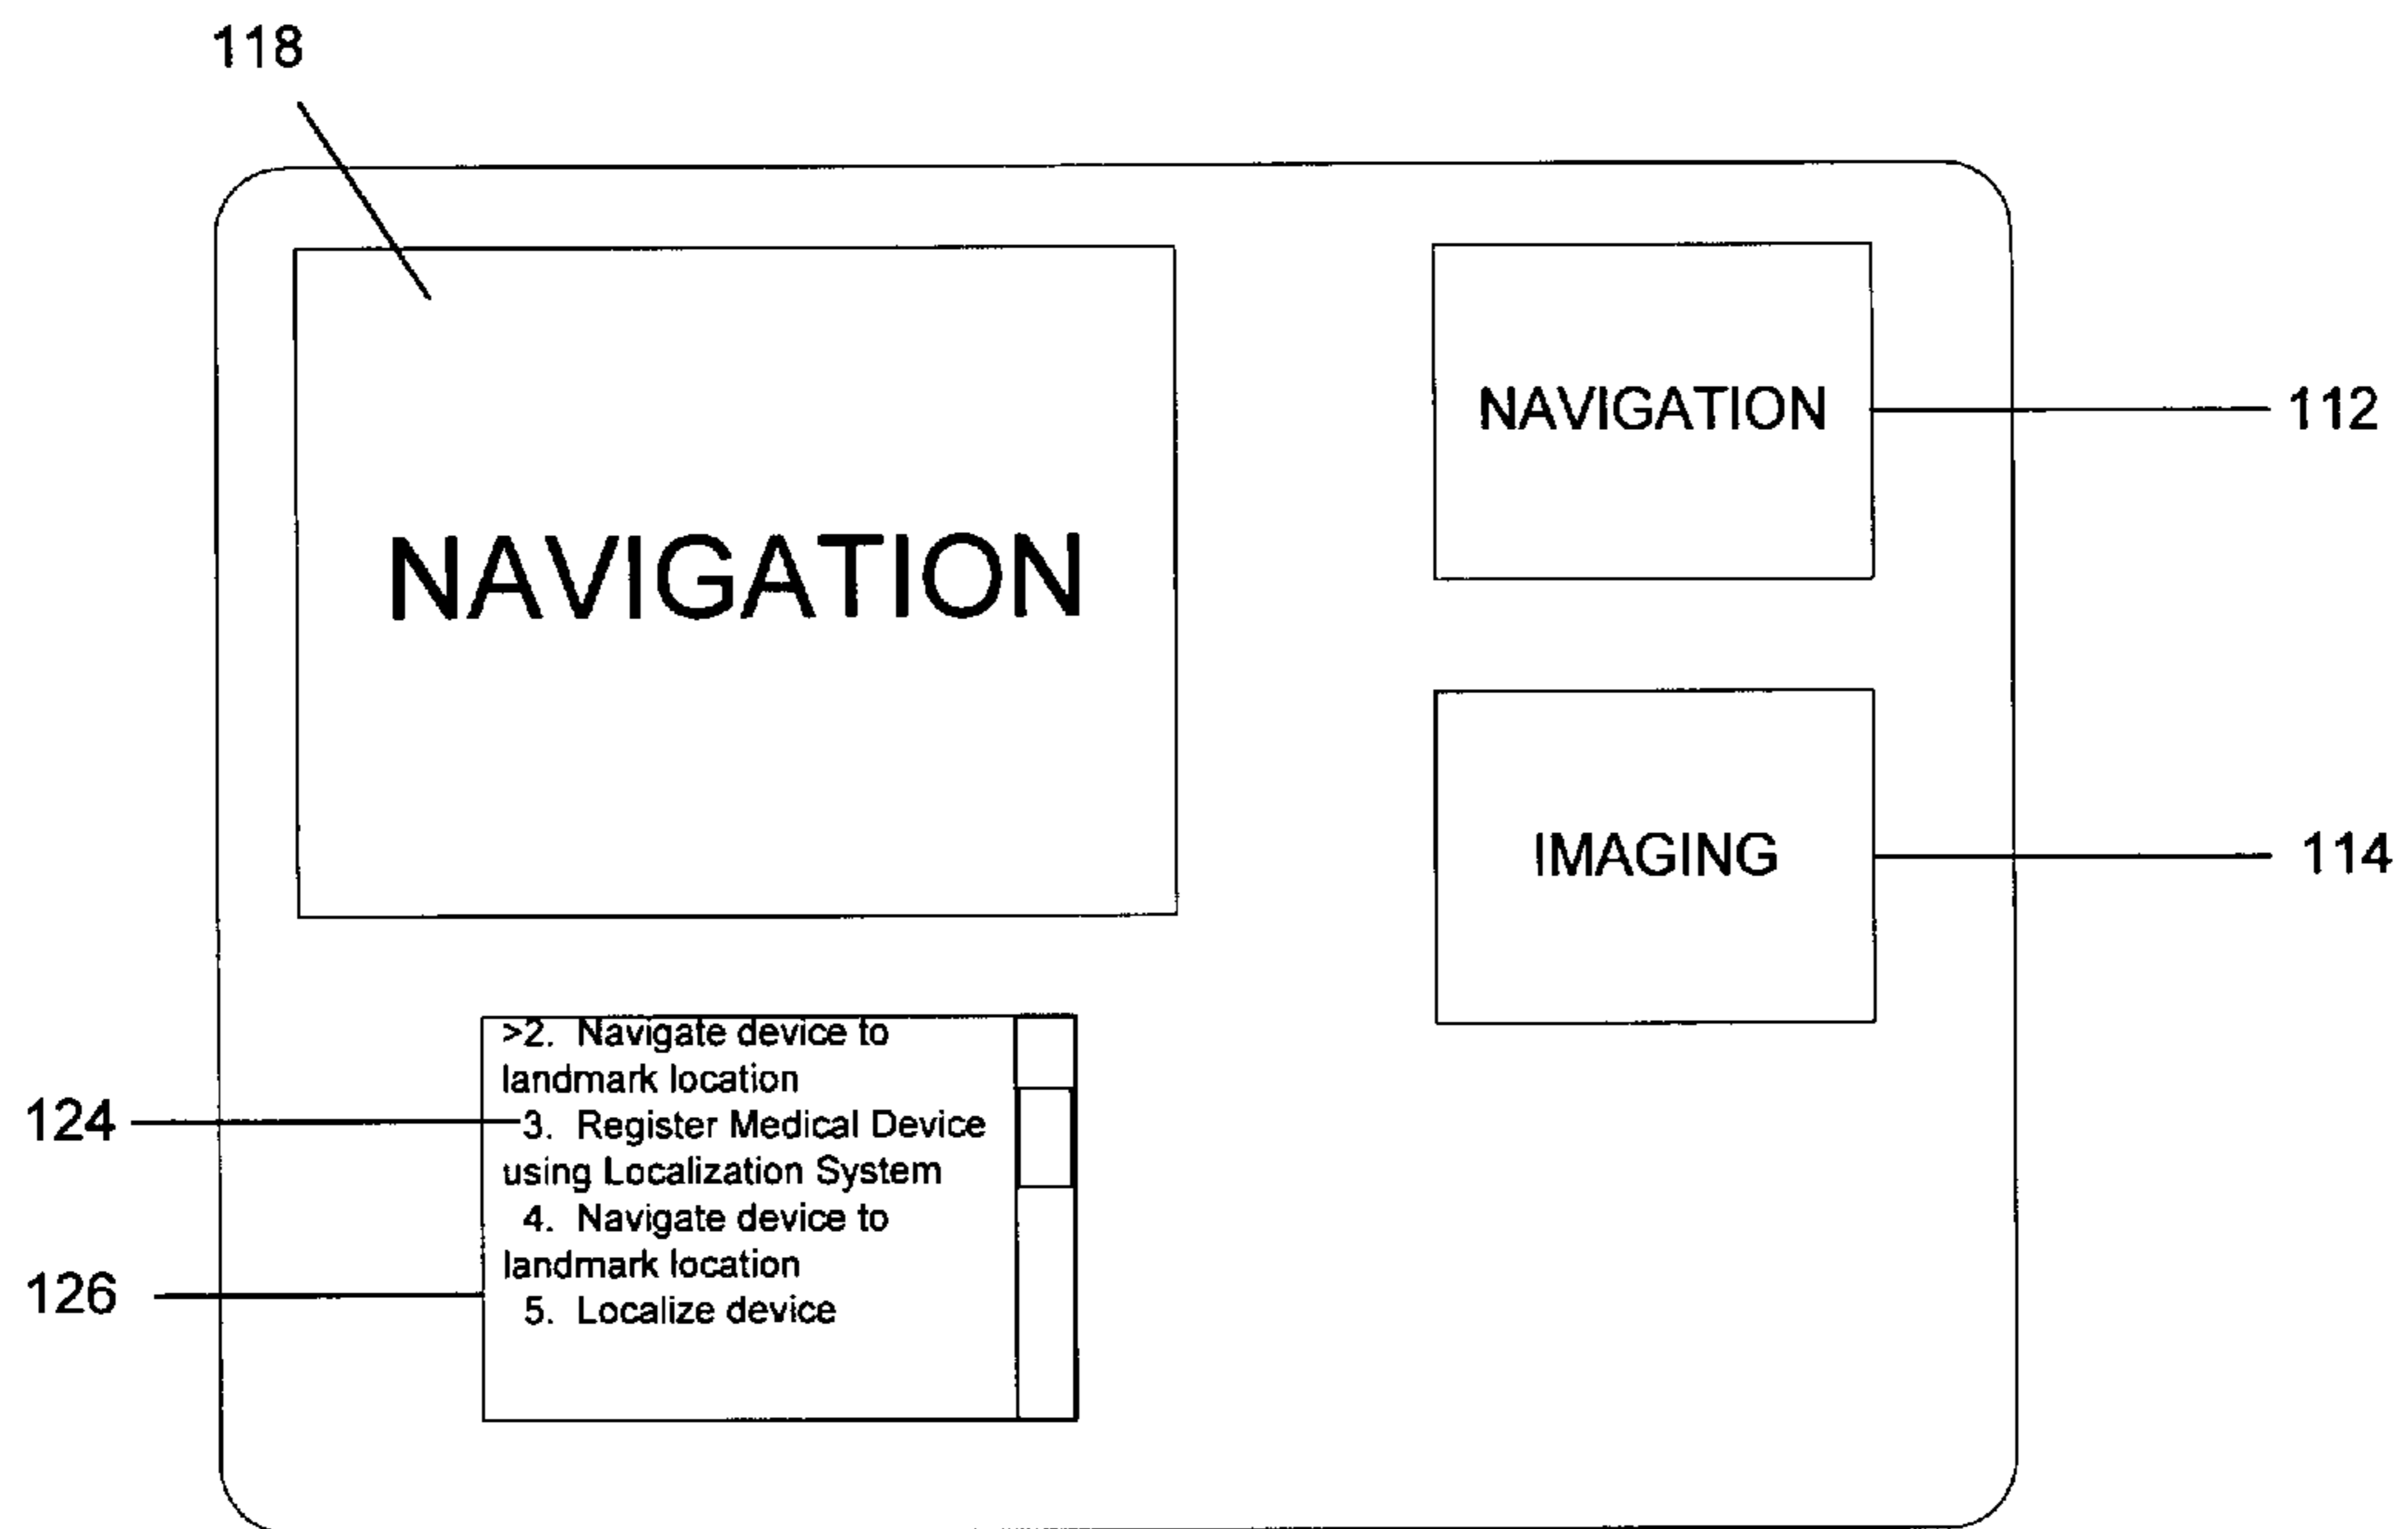 118
NAVIGATION
112
NAVIGATION
IMAGING
114
>2. Navigate device to
landmark location
124
3. Register Medical Device
using Localization System
4. Navigate device to
landmark location
126
5. Localize device